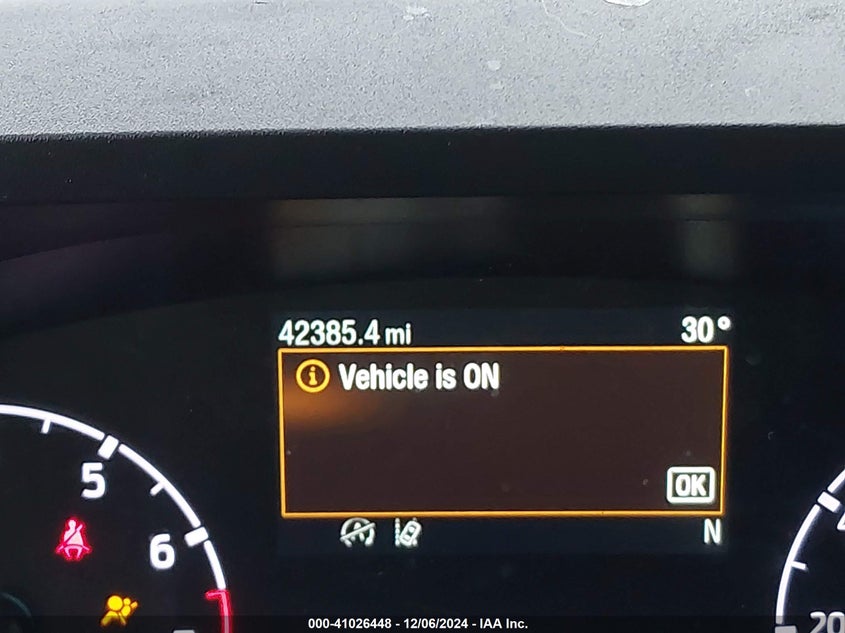 42385.4 mi 30°
Vehicle is ON
OK
5
6
N
20
000-41026448 - 12/06/2024 - IAA Inc.